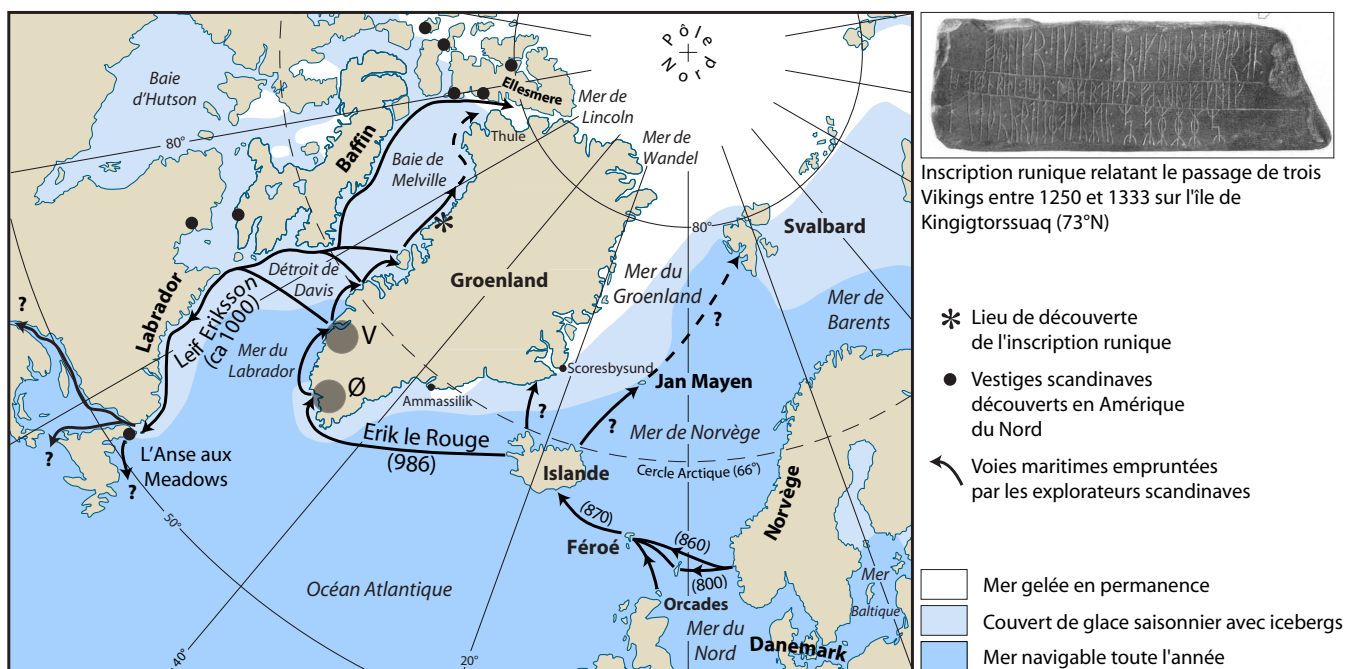 Pôle
Nord
Baie
d'Hutson
Ellesmere
Mer de
Lincoln
Thule
Mer de
Wandel
80°
Baffin
Baie de
Melville
80°
Svalbard
Groenland
Mer du
Groenland
Mer de
Barents
Détroit de
Davis
Labrador
Leif Eriksson
(ca 1000)
?
?
V
Mer du
Labrador
Scoresbysund
Jan Mayen
Ø
Ammassilik
?
?
Mer de Norvège
Erik le Rouge
(986)
Cercle Arctique (66°)
?
L'Anse aux
Meadows
?
Islande
Norvège
50°
(870)
Féroé
(860)
(800)
Océan Atlantique
Orcades
Mer
Baltique
Mer du
Nord
Danemark
40°
20°
0°
Inscription runique relatant le passage de trois
Vikings entre 1250 et 1333 sur l'île de
Kingigtorssuaq (73°N)
Lieu de découverte
de l'inscription runique
Vestiges scandinaves
découverts en Amérique
du Nord
Voies maritimes empruntées
par les explorateurs scandinaves
Mer gelée en permanence
Couvert de glace saisonnier avec icebergs
Mer navigable toute l'année